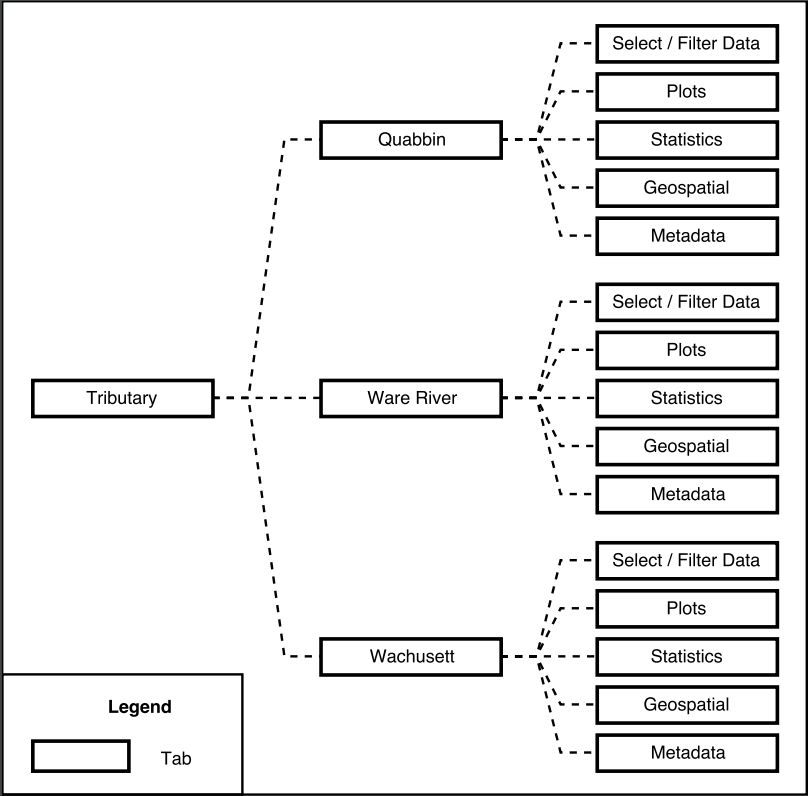 Select / Filter Data
Plots
Quabbin
Statistics
Geospatial
Metadata
Select / Filter Data
Plots
Tributary
Ware River
Statistics
Geospatial
Metadata
Select / Filter Data
Plots
Wachusett
Statistics
Geospatial
Metadata
Legend
Tab